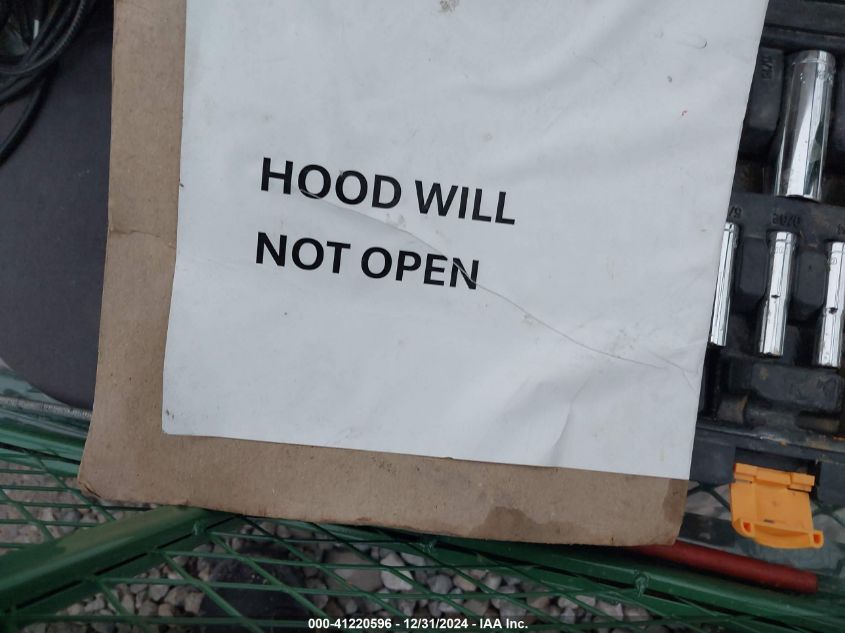 HOOD WILL
NOT OPEN
000-41220596 - 12/31/2024 - IAA Inc.